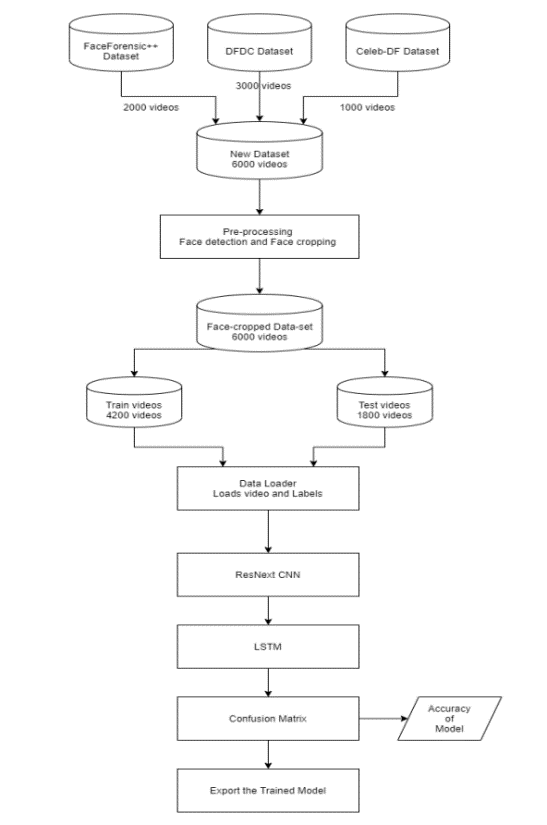 FaceForensic++
Dataset
DFDC Dataset
Celeb-DF Dataset
2000 videos
3000 videos
1000 videos
New Dataset
6000 videos
Pre-processing
Face detection and Face cropping
Face-cropped Data-set
6000 videos
Train videos
4200 videos
Test videos
1800 videos
Data Loader
Loads video and Labels
ResNext CNN
LSTM
Confusion Matrix
Accuracy
of
Model
Export the Trained Model